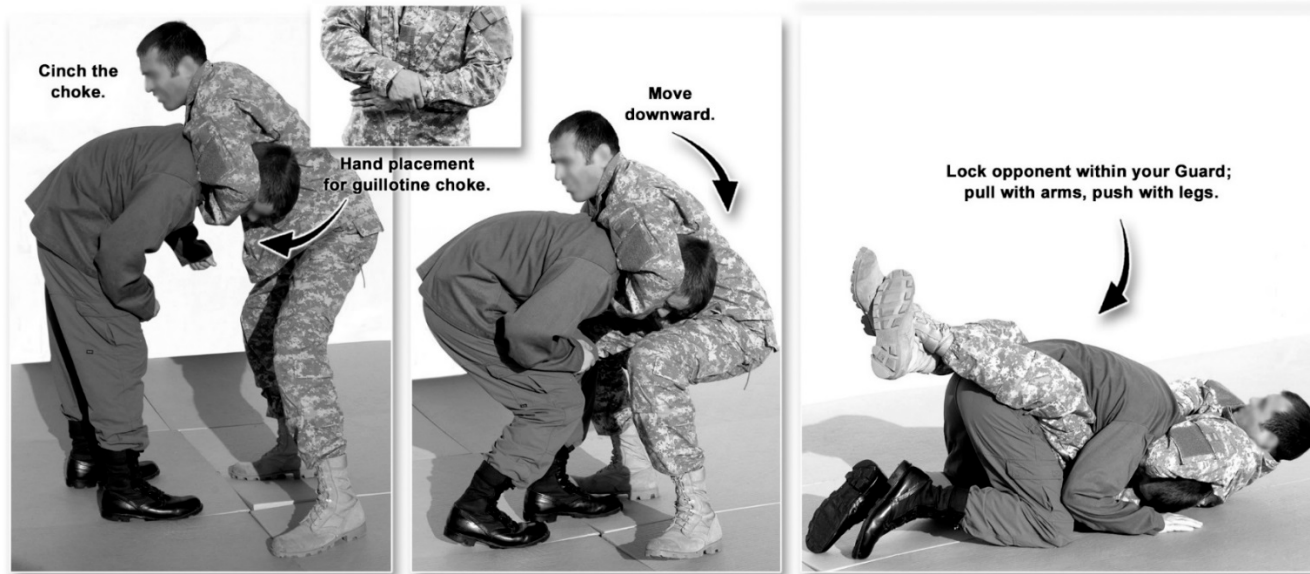 Cinch the
choke.
Hand placement
for guillotine choke.
Move
downward.
Lock opponent within your Guard;
pull with arms, push with legs.